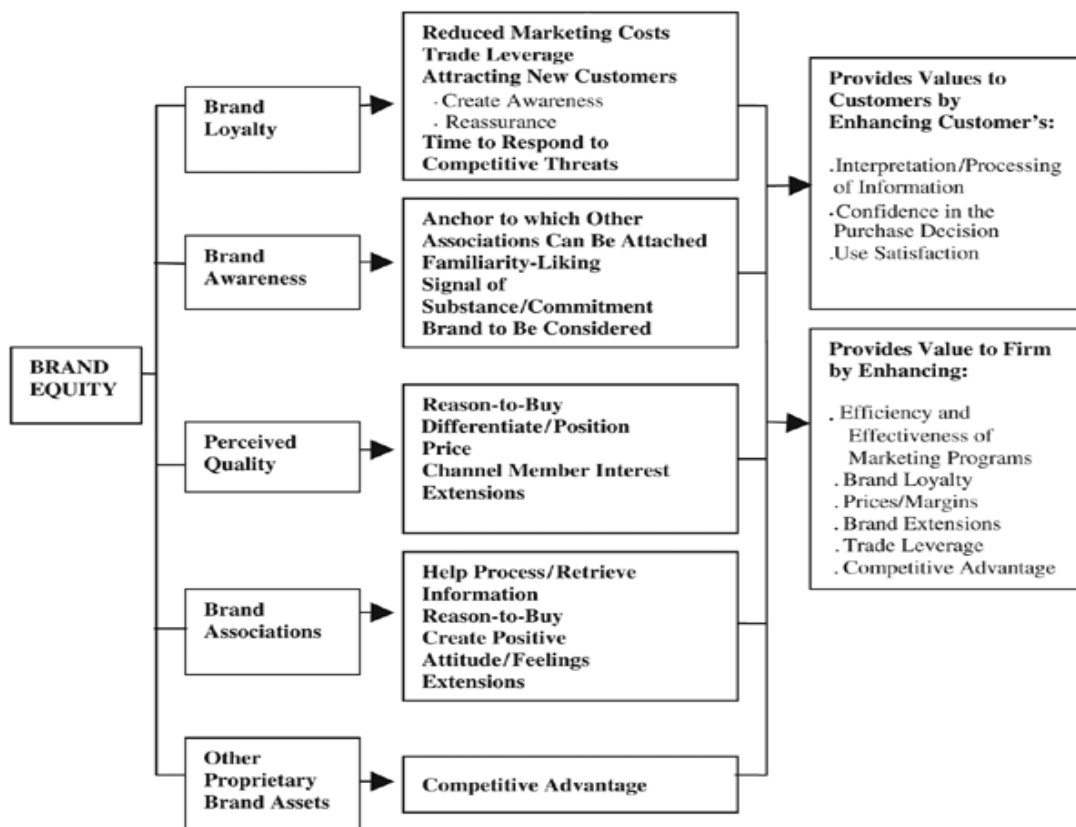 BRAND
EQUITY
Brand
Loyalty
Reduced Marketing Costs
Trade Leverage
Attracting New Customers
· Create Awareness
· Reassurance
Time to Respond to
Competitive Threats
Brand
Awareness
Anchor to which Other
Associations Can Be Attached
Familiarity-Liking
Signal of
Substance/Commitment
Brand to Be Considered
Perceived
Quality
Reason-to-Buy
Differentiate/Position
Price
Channel Member Interest
Extensions
Brand
Associations
Help Process/Retrieve
Information
Reason-to-Buy
Create Positive
Attitude/Feelings
Extensions
Other
Proprietary
Brand Assets
Competitive Advantage
Provides Values to
Customers by
Enhancing Customer's:
.Interpretation/Processing
of Information
.Confidence in the
Purchase Decision
.Use Satisfaction
Provides Value to Firm
by Enhancing:
. Efficiency and
Effectiveness of
Marketing Programs
. Brand Loyalty
. Prices/Margins
. Brand Extensions
. Trade Leverage
. Competitive Advantage